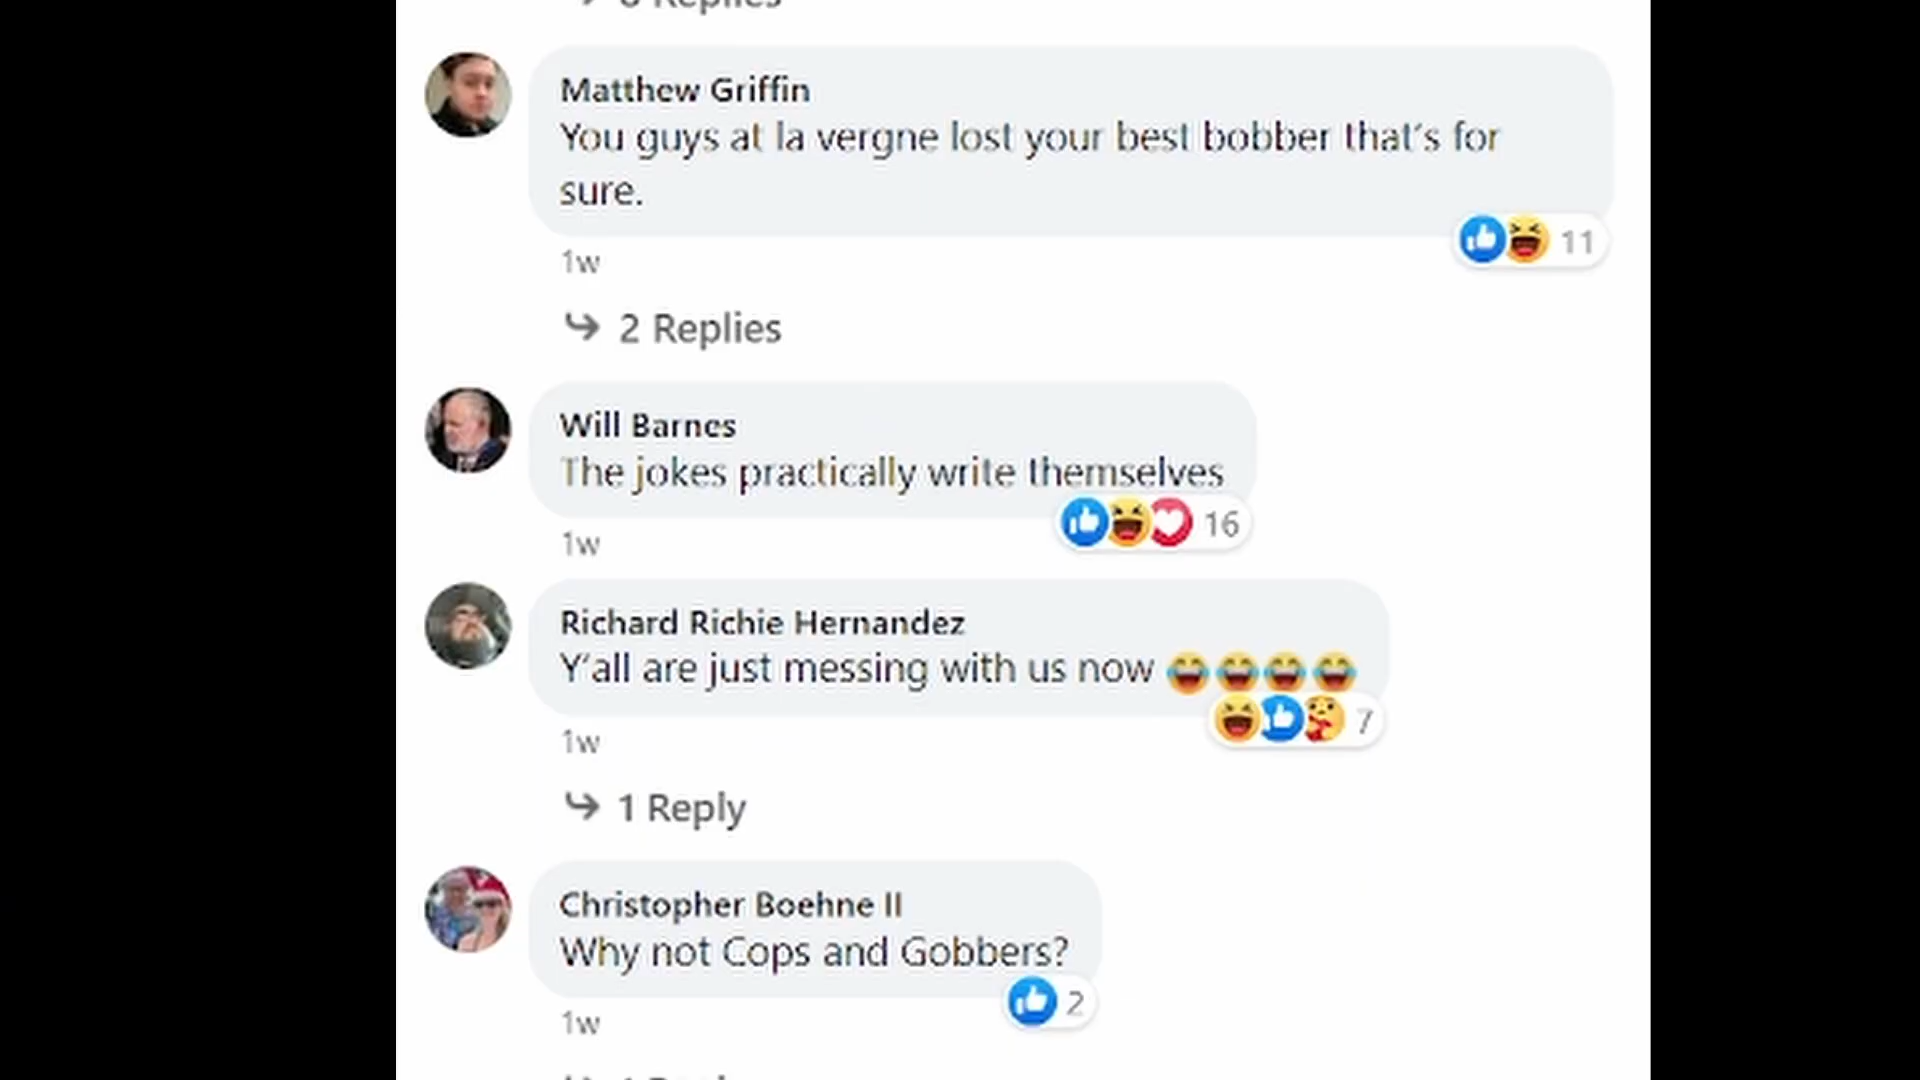 6 Replies
Matthew Griffin
You guys at la vergne lost your best bobber that's for
sure.
11
1w
2 Replies
Will Barnes
The jokes practically write themselves
16
1w
Richard Richie Hernandez
Y'all are just messing with us now 😂😂😂😂
7
1w
1 Reply
Christopher Boehne II
Why not Cops and Gobbers?
2
1w